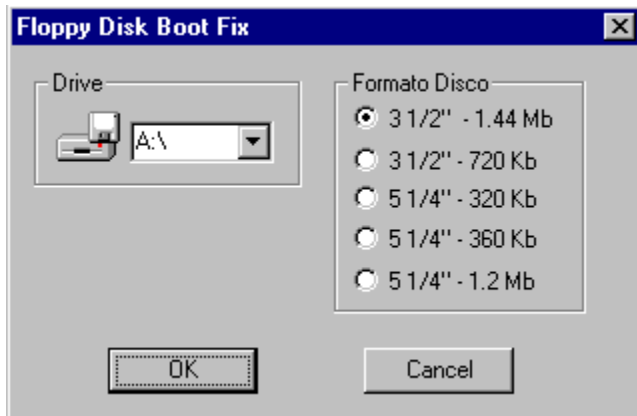 Floppy Disk Boot Fix
Drive
A:\
Formato Disco
3 1/2" - 1.44 Mb
3 1/2" - 720 Kb
5 1/4" - 320 Kb
5 1/4" - 360 Kb
5 1/4" - 1.2 Mb
OK
Cancel